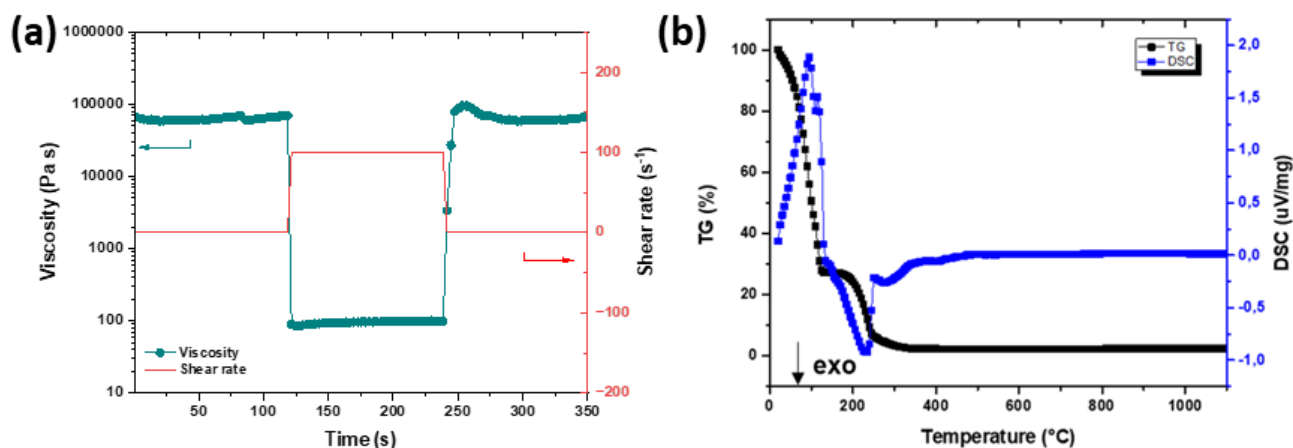 (a)
1000000
100000
10000
1000
100
10
Viscosity (Pa s)
Viscosity
Shear rate
50
100
150
200
250
300
350
Time (s)
200
100
0
−100
−200
Shear rate (s⁻¹)
(b)
100
80
60
40
20
0
TG (%)
TG
DSC
exo
0
200
400
600
800
1000
Temperature (°C)
2,0
1,5
1,0
0,5
0,0
-0,5
-1,0
DSC (uV/mg)